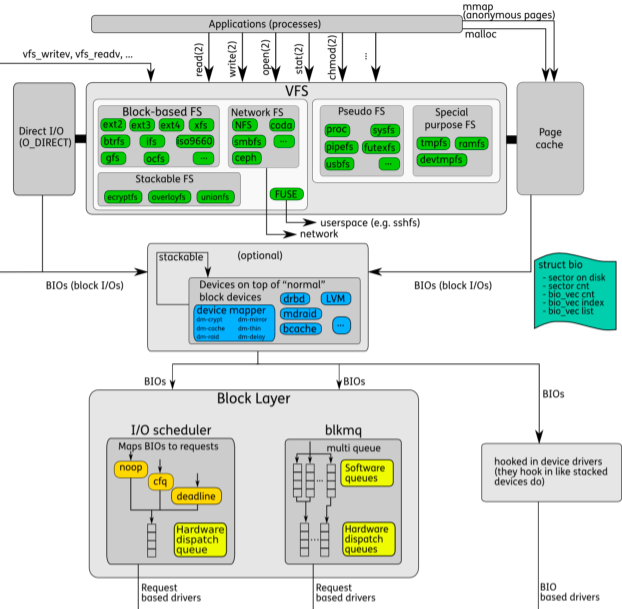 mmap
(anonymous pages)
Applications (processes)
malloc
vfs_writev, vfs_readv, ...
read(2)
write(2)
open(2)
stat(2)
chmod(2)
...
VFS
Block-based FS
ext2 ext3 ext4 xfs
btrfs ifs iso9660
gfs ocfs ...
Network FS
NFS coda
smbfs ...
ceph
Pseudo FS
proc sysfs
pipefs futexfs
usbfs ...
Special
purpose FS
tmpfs ramfs
devtmpfs
Direct I/O
(O_DIRECT)
Page
cache
Stackable FS
ecryptfs overlayfs unionfs
FUSE
userspace (e.g. sshfs)
network
stackable
(optional)
struct bio
- sector on disk
- sector cnt
- bio_vec cnt
- bio_vec index
- bio_vec list
BIOs (block I/Os)
BIOs (block I/Os)
Devices on top of “normal”
block devices
drbd LVM
device mapper
dm-crypt dm-mirror
dm-cache dm-thin
dm-raid dm-delay
mdraid
bcache
...
BIOs
BIOs
BIOs
Block Layer
I/O scheduler
Maps BIOs to requests
noop
cfq
deadline
Hardware
dispatch
queue
blkmq
multi queue
...
Software
queues
...
Hardware
dispatch
queues
hooked in device drivers
(they hook in like stacked
devices do)
Request
based drivers
Request
based drivers
BIO
based drivers